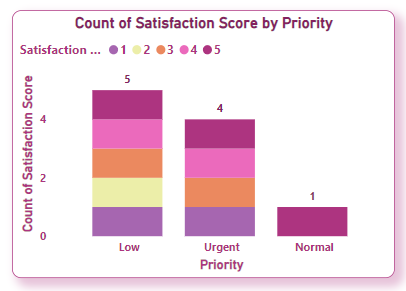 Count of Satisfaction Score by Priority
Satisfaction ... 1 2 3 4 5
Count of Satisfaction Score
5
4
1
4
2
0
Low Urgent Normal
Priority